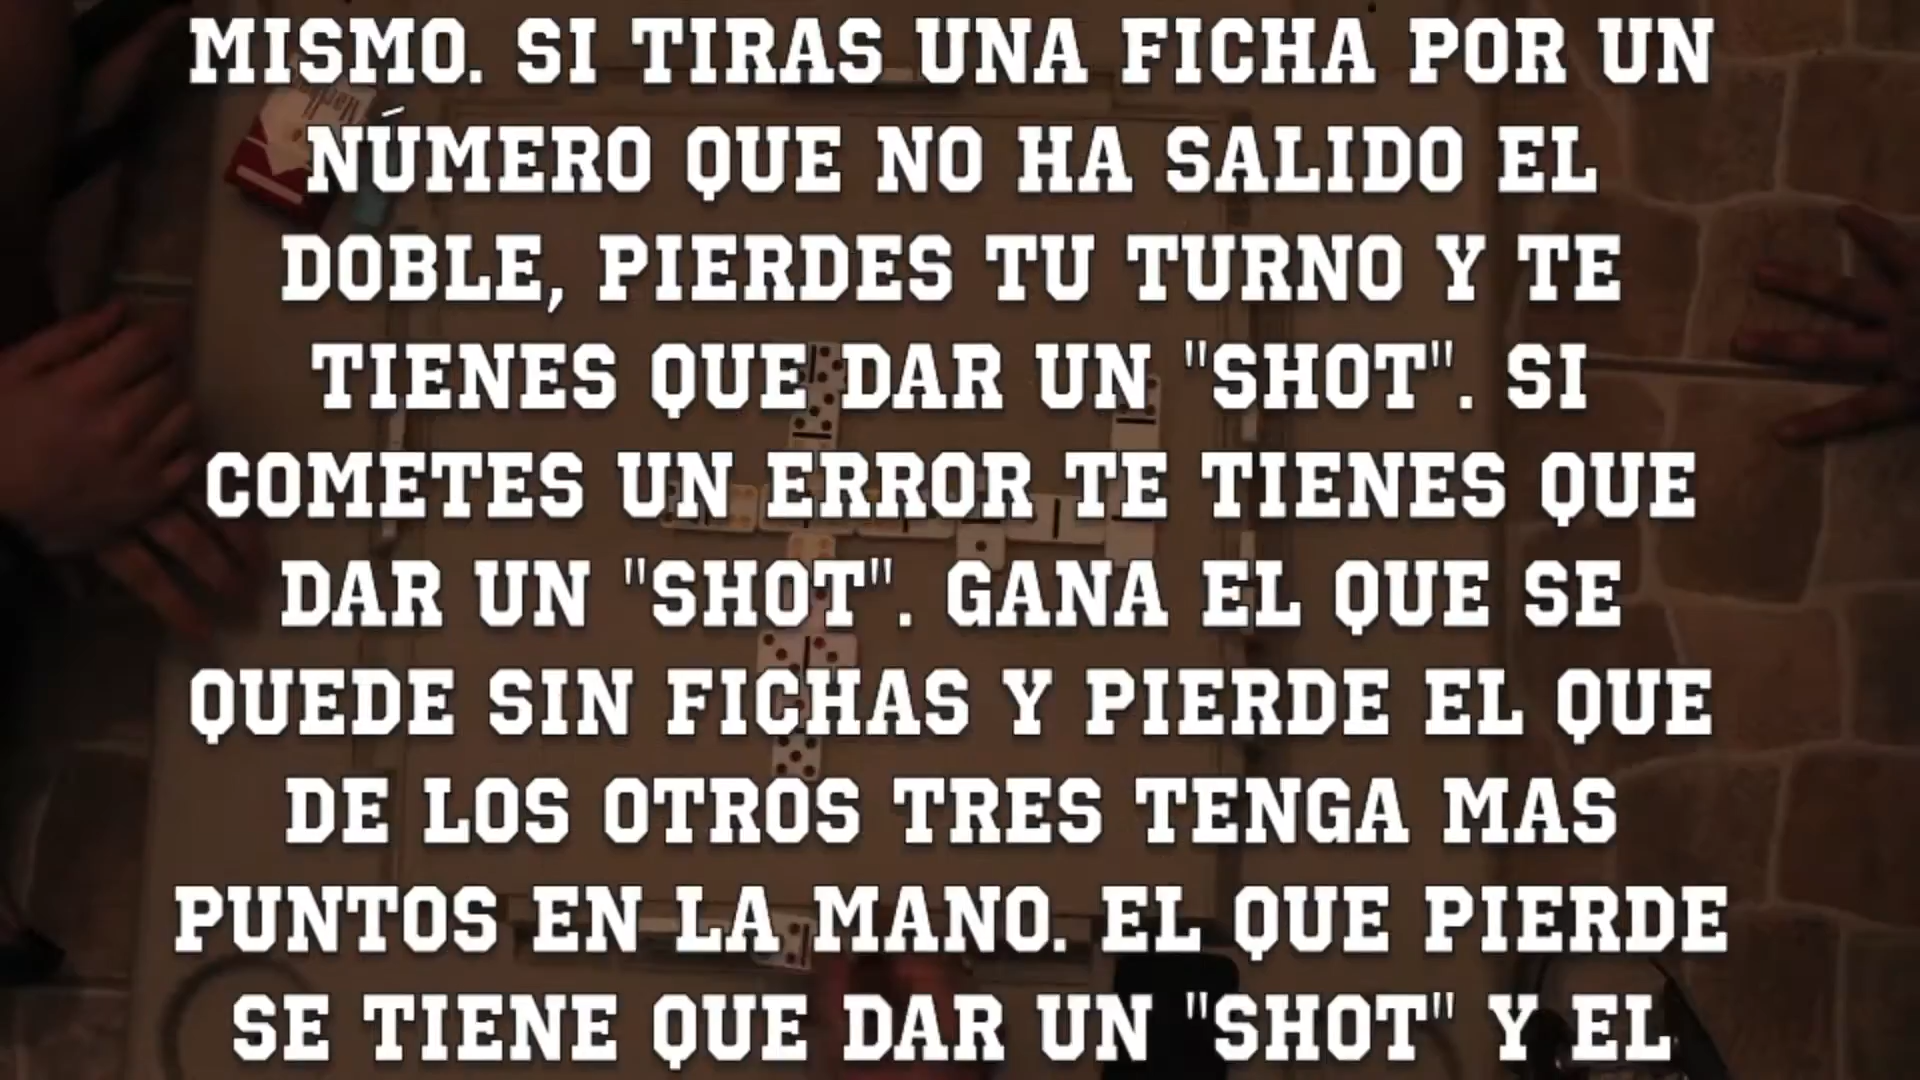 MISMO. SI TIRAS UNA FICHA POR UN
NÚMERO QUE NO HA SALIDO EL
DOBLE, PIERDES TU TURNO Y TE
TIENES QUE DAR UN "SHOT". SI
COMETES UN ERROR TE TIENES QUE
DAR UN "SHOT". GANA EL QUE SE
QUEDE SIN FICHAS Y PIERDE EL QUE
DE LOS OTROS TRES TENGA MAS
PUNTOS EN LA MANO. EL QUE PIERDE
SE TIENE QUE DAR UN "SHOT" Y EL